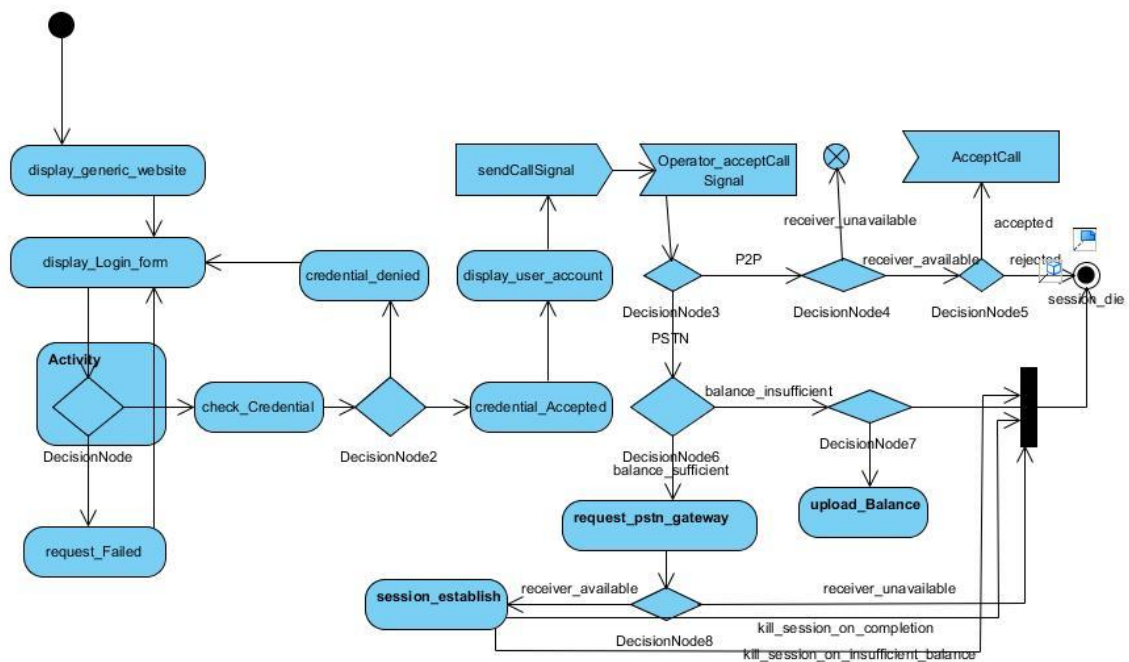 display_generic_website
sendCallSignal
Operator_acceptCall
Signal
AcceptCall
receiver_unavailable
accepted
display_Login_form
credential_denied
display_user_account
P2P
receiver_available
rejected
session_die
DecisionNode3
DecisionNode4
DecisionNode5
PSTN
Activity
balance_insufficient
check_Credential
credential_Accepted
DecisionNode
DecisionNode2
DecisionNode6
DecisionNode7
balance_sufficient
upload_Balance
request_pstn_gateway
request_Failed
session_establish
receiver_available
receiver_unavailable
kill_session_on_completion
DecisionNode8
kill_session_on_insufficient_balance